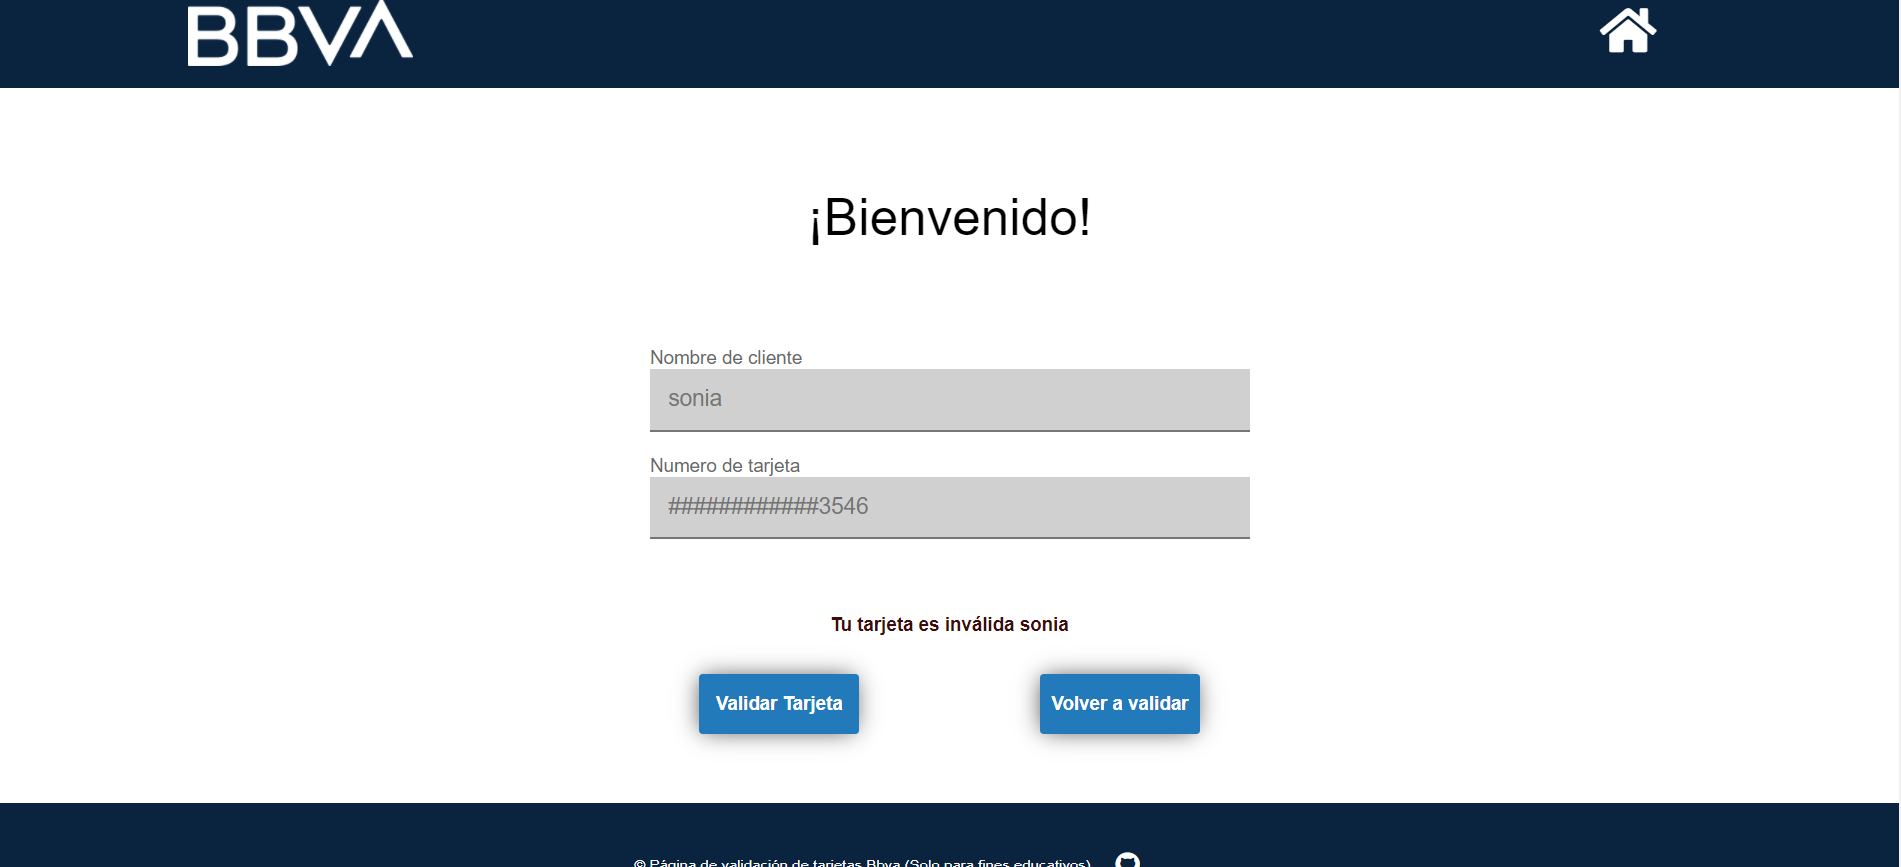 BBVA
¡Bienvenido!
Nombre de cliente
sonia
Numero de tarjeta
############3546
Tu tarjeta es inválida sonia
Validar Tarjeta
Volver a validar
© Página de validación de tarjetas Bbva (Solo para fines educativos)